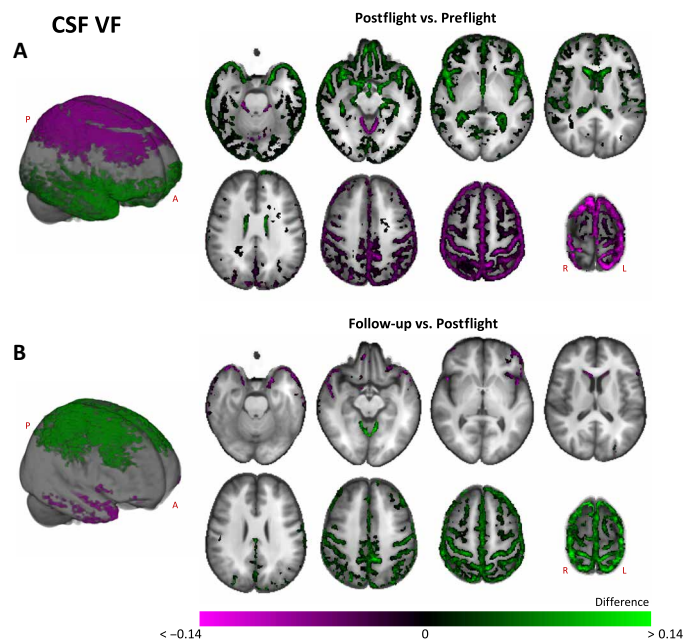 CSF VF
Postflight vs. Preflight
A
P
A
R L
Follow-up vs. Postflight
B
P
A
R L
Difference
< −0.14 0 > 0.14